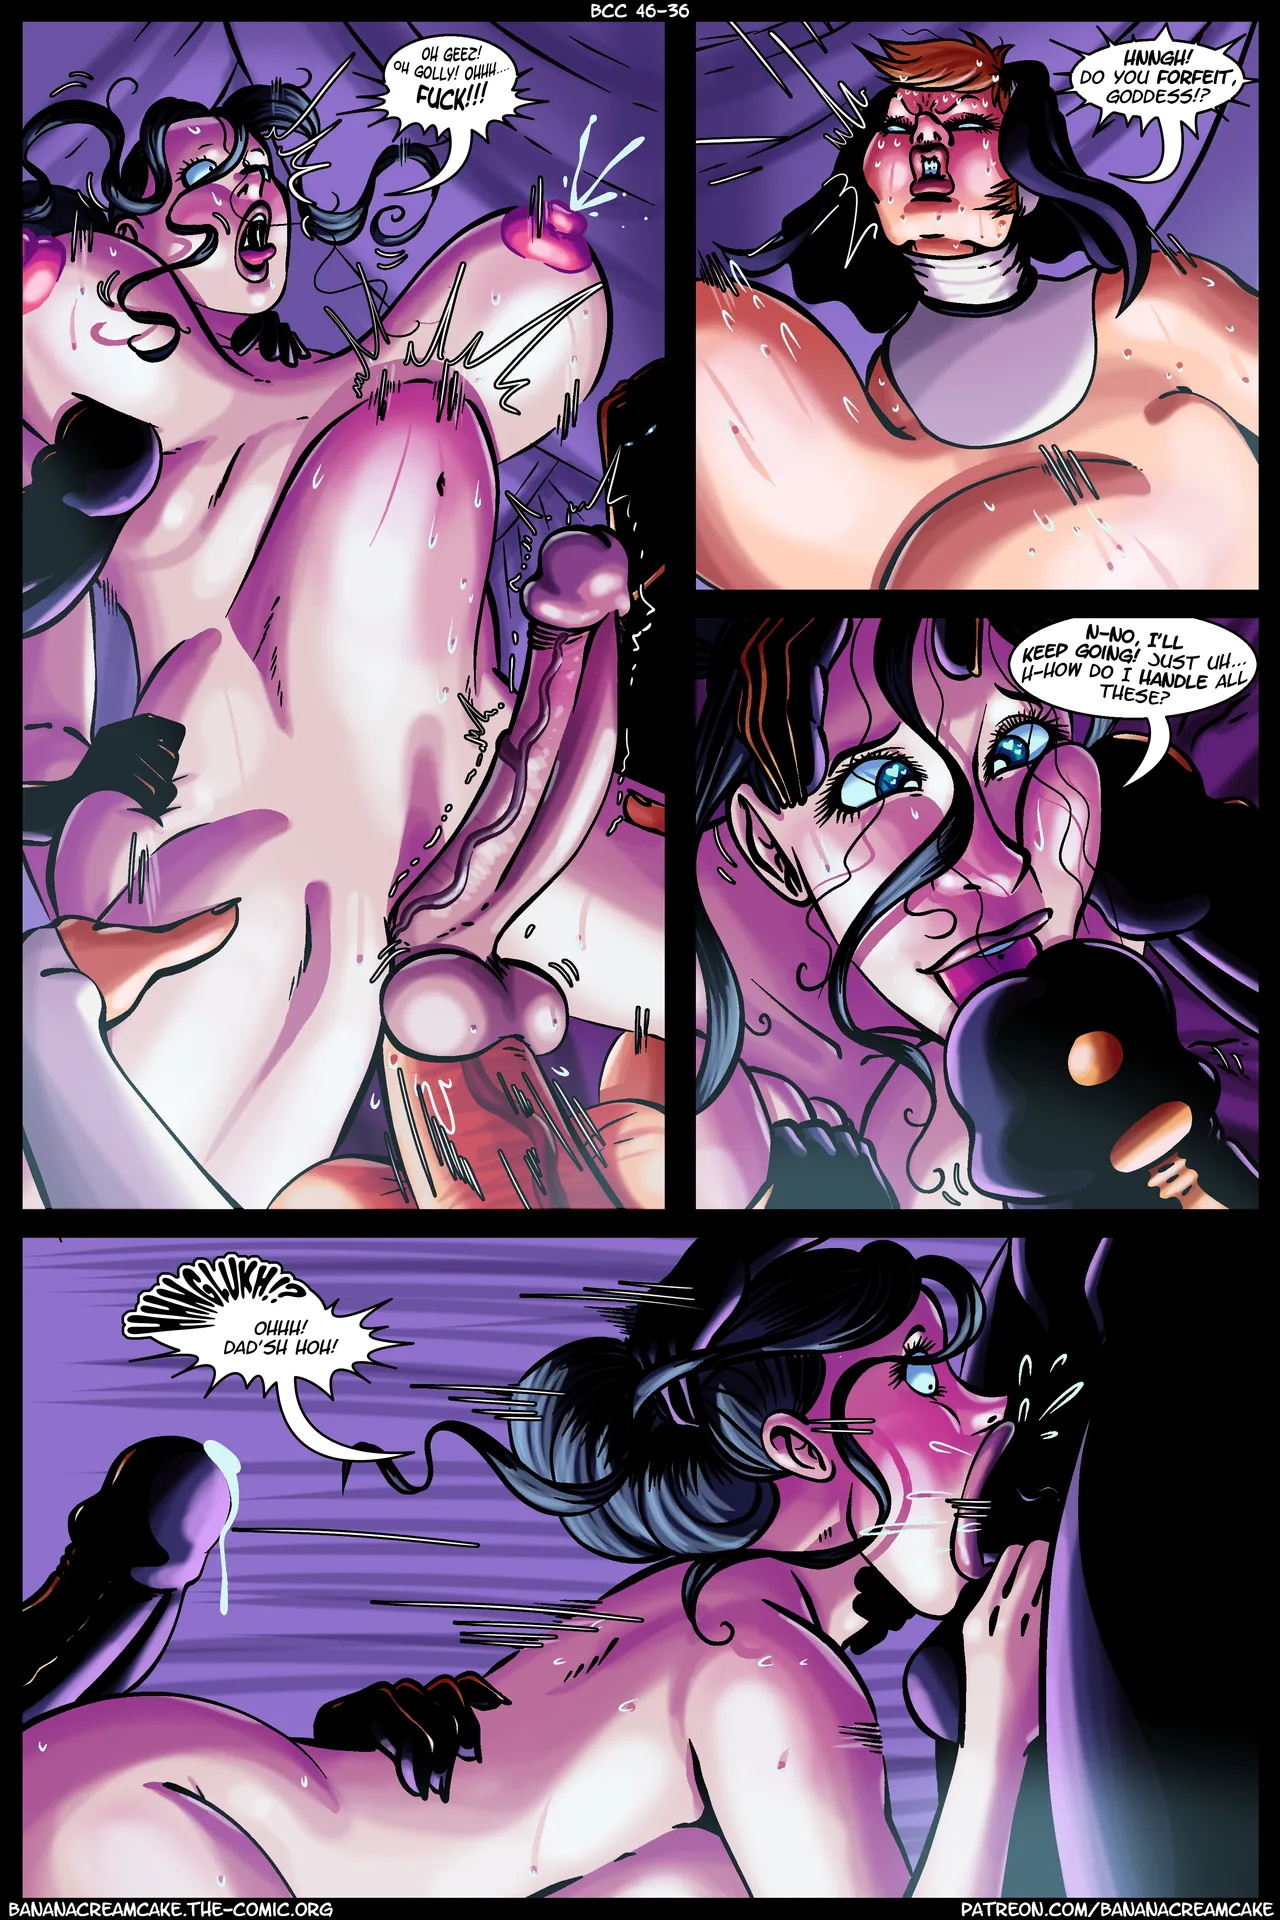 BCC 46-36
OH GEEZ!
OH GOLLY! OHHH....
FUCK!!!
HNNGH!
DO YOU FORFEIT,
GODDESS!?
N-NO, I'LL
KEEP GOING! JUST UH...
H-HOW DO I HANDLE ALL
THESE?
OHHH!
DAD'SH HOH!
BANANACREAMCAKE.THE-COMIC.ORG
PATREON.COM/BANANACREAMCAKE